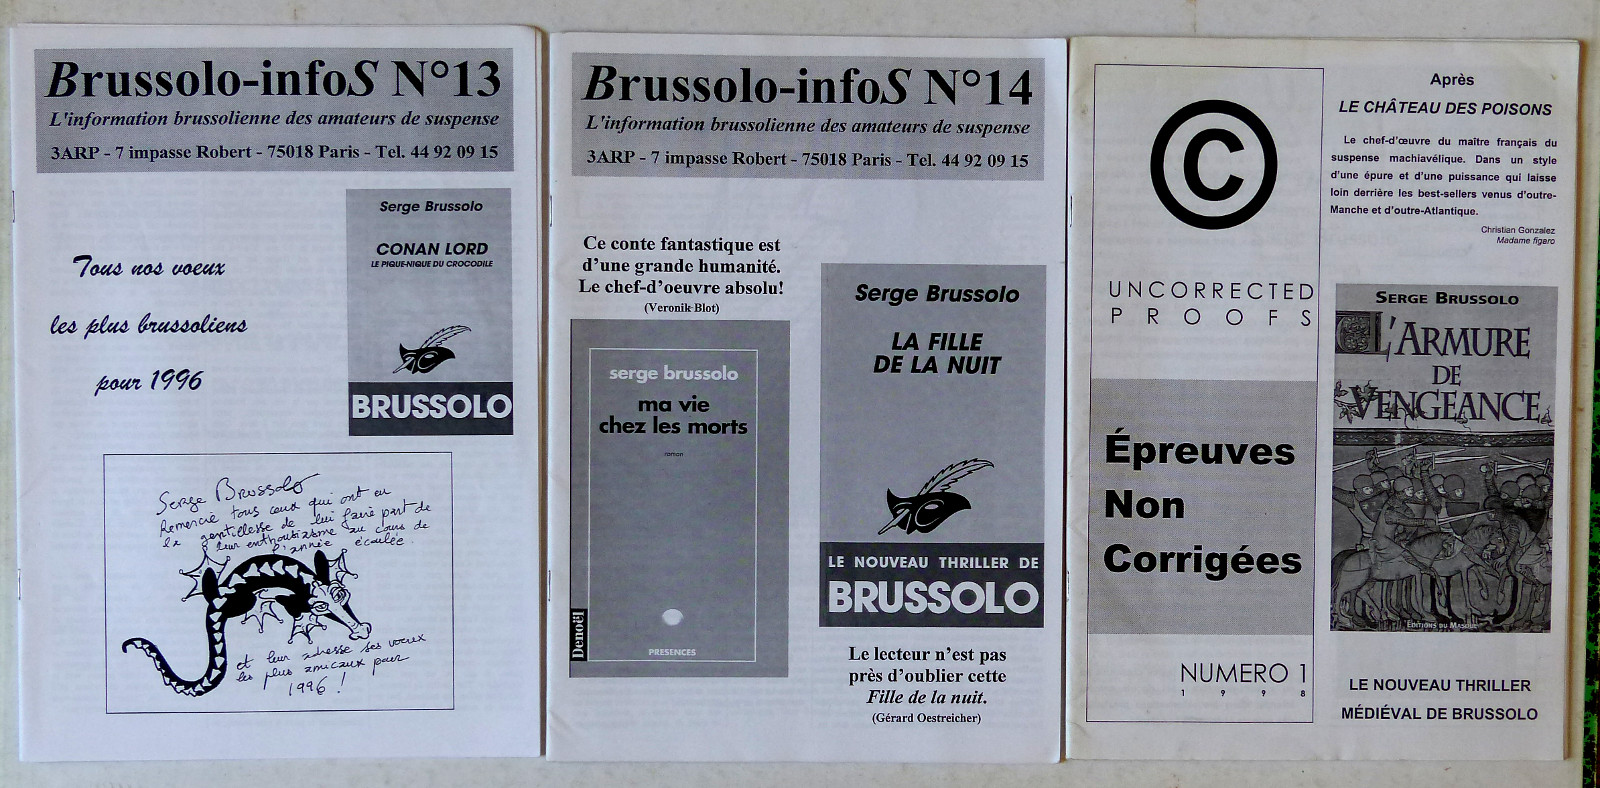 Brussolo-infoS N°13
L'information brussolienne des amateurs de suspense
3ARP - 7 impasse Robert - 75018 Paris - Tel. 44 92 09 15
Tous nos voeux
les plus brussoliens
pour 1996
Serge Brussolo
CONAN LORD
LE PIQUE-NIQUE DU CROCODILE
BRUSSOLO
Serge Brussolo
Remercie tous ceux qui ont eu
la gentillesse de lui faire part de
leur enthousiasme au cours de
l'année écoulée.
et leur adresse ses voeux
les plus amicaux pour
1996 !
Brussolo-infoS N°14
L'information brussolienne des amateurs de suspense
3ARP - 7 impasse Robert - 75018 Paris - Tel. 44 92 09 15
Ce conte fantastique est
d'une grande humanité.
Le chef-d'oeuvre absolu!
(Veronik Blot)
serge brussolo
ma vie
chez les morts
roman
Denoël
PRESENCES
Serge Brussolo
LA FILLE
DE LA NUIT
LE NOUVEAU THRILLER DE
BRUSSOLO
Le lecteur n'est pas
près d'oublier cette
Fille de la nuit.
(Gérard Oestreicher)
©
UNCORRECTED
PROOFS
Épreuves
Non
Corrigées
NUMERO 1
1998
Après
LE CHÂTEAU DES POISONS
Le chef-d'œuvre du maître français du
suspense machiavélique. Dans un style
d'une épure et d'une puissance qui laisse
loin derrière les best-sellers venus d'outre-
Manche et d'outre-Atlantique.
Christian Gonzalez
Madame figaro
SERGE BRUSSOLO
L'ARMURE
DE
VENGEANCE
EDITIONS DU MASQUE
LE NOUVEAU THRILLER
MÉDIÉVAL DE BRUSSOLO